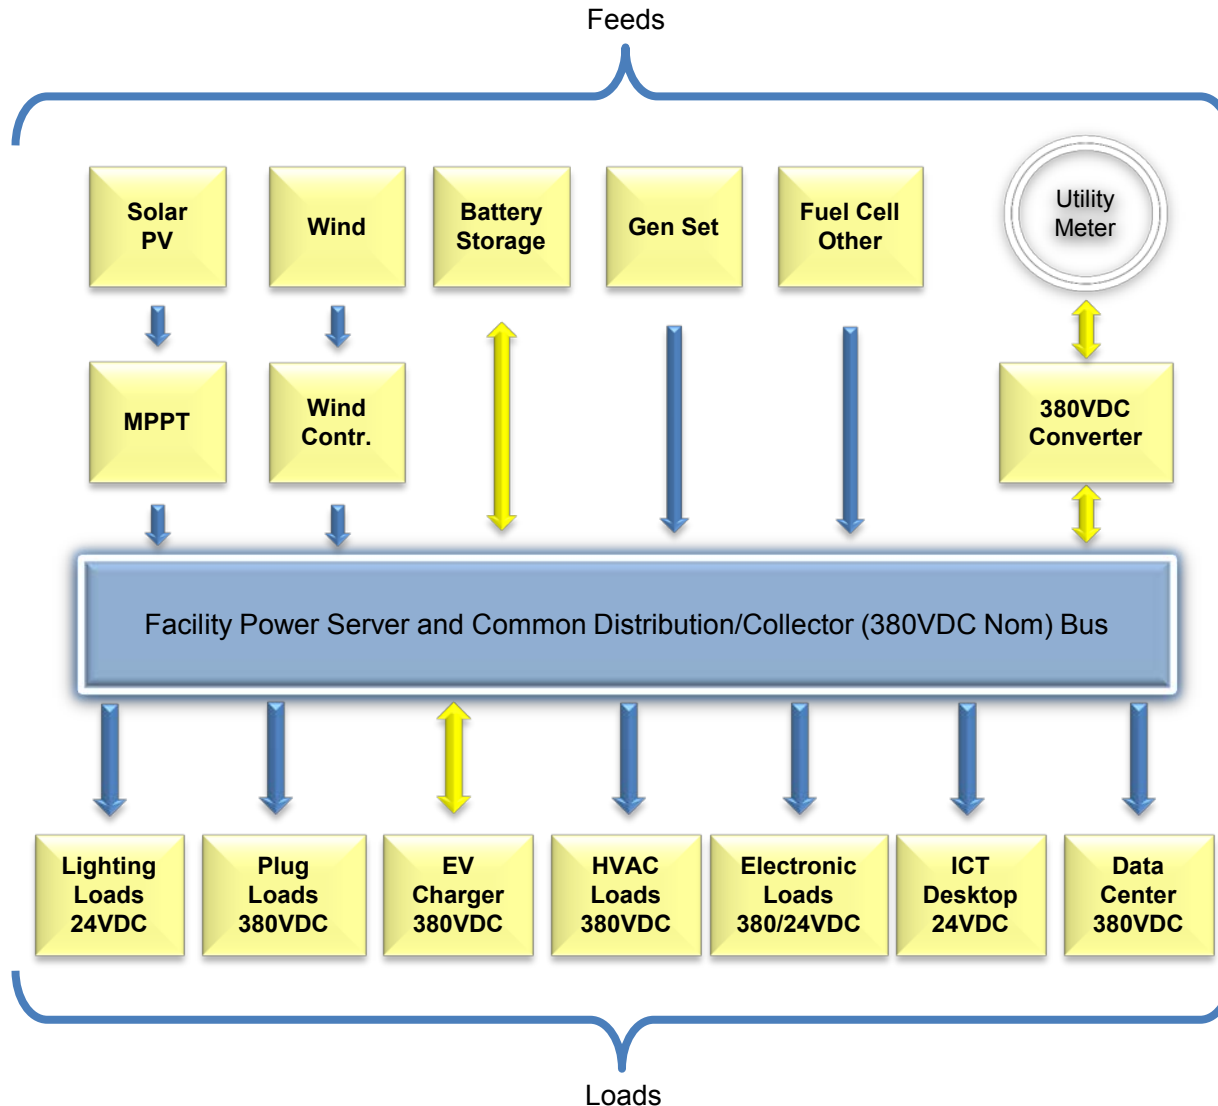 Feeds
Solar
PV
Wind
Battery
Storage
Gen Set
Fuel Cell
Other
Utility
Meter
MPPT
Wind
Contr.
380VDC
Converter
Facility Power Server and Common Distribution/Collector (380VDC Nom) Bus
Lighting
Loads
24VDC
Plug
Loads
380VDC
EV
Charger
380VDC
HVAC
Loads
380VDC
Electronic
Loads
380/24VDC
ICT
Desktop
24VDC
Data
Center
380VDC
Loads